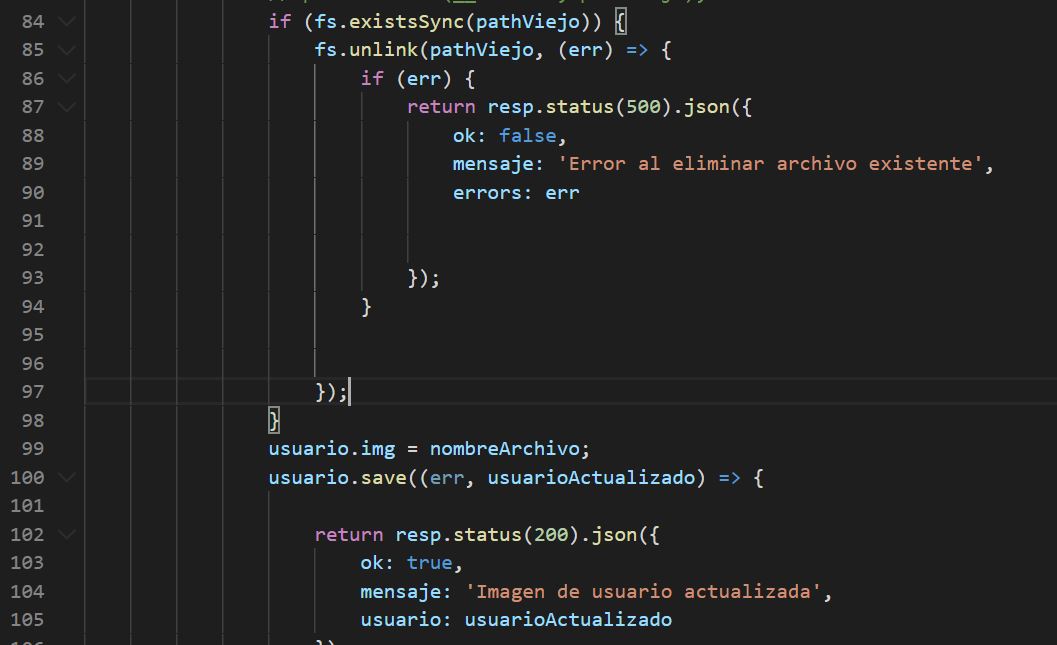 84 if (fs.existsSync(pathViejo)) {
85 fs.unlink(pathViejo, (err) => {
86 if (err) {
87 return resp.status(500).json({
88 ok: false,
89 mensaje: 'Error al eliminar archivo existente',
90 errors: err
91
92
93 });
94 }
95
96
97 });
98 }
99 usuario.img = nombreArchivo;
100 usuario.save((err, usuarioActualizado) => {
101
102 return resp.status(200).json({
103 ok: true,
104 mensaje: 'Imagen de usuario actualizada',
105 usuario: usuarioActualizado